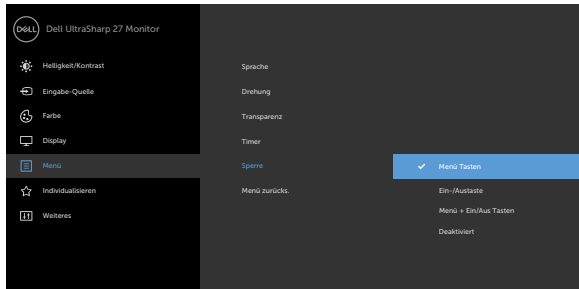 DELL
Dell UltraSharp 27 Monitor
Helligkeit/Kontrast
Eingabe-Quelle
Farbe
Display
Menü
Individualisieren
Weiteres
Sprache
Drehung
Transparenz
Timer
Sperre
Menü zurücks.
Menü Tasten
Ein-/Austaste
Menü + Ein/Aus Tasten
Deaktiviert